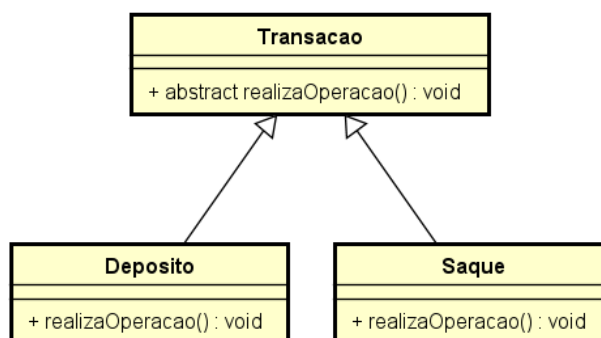 Transacao
+ abstract realizaOperacao() : void
Deposito
+ realizaOperacao() : void
Saque
+ realizaOperacao() : void